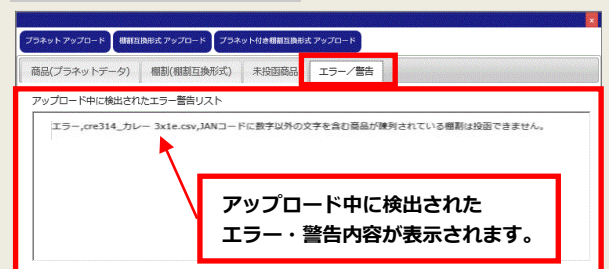 プラネット アップロード 棚割互換形式 アップロード プラネット付き棚割互換形式 アップロード
商品(プラネットデータ) 棚割(棚割互換形式) 未投函商品 エラー／警告
アップロード中に検出されたエラー警告リスト
エラー,cre314_カレー 3x1e.csv,JANコードに数字以外の文字を含む商品が陳列されている棚割は投函できません。
アップロード中に検出された
エラー・警告内容が表示されます。